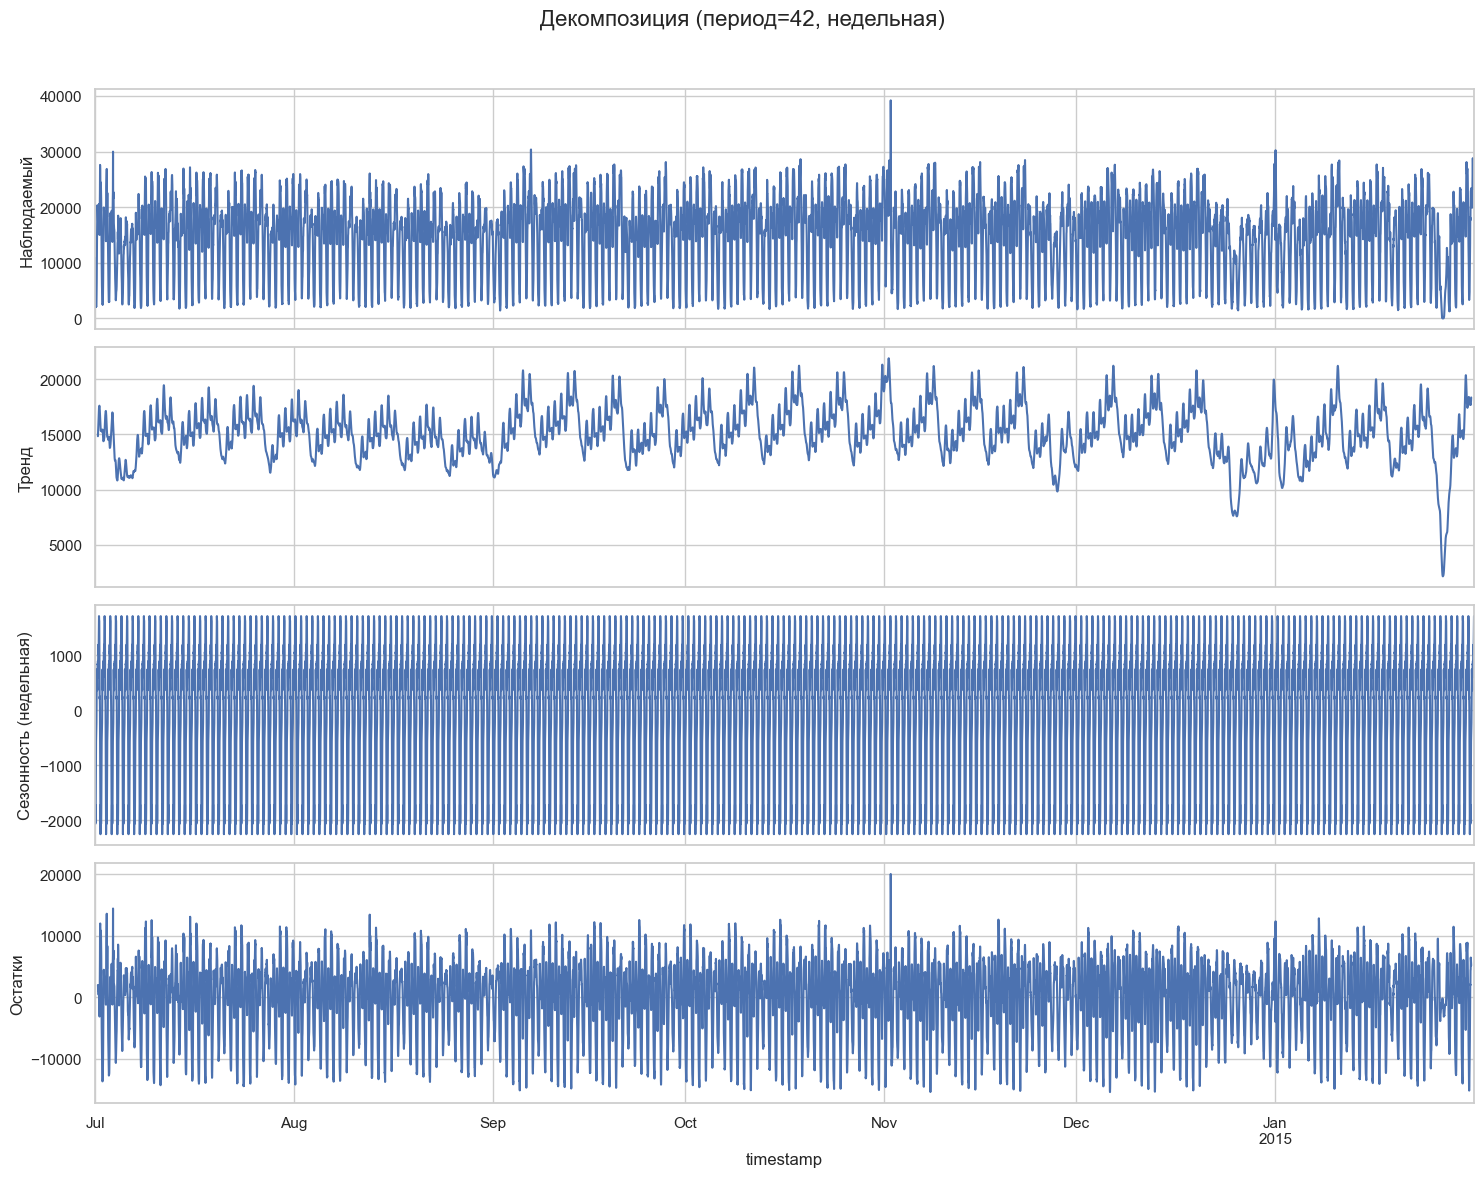 Декомпозиция (период=42, недельная)
40000
30000
20000
10000
0
Наблюдаемый
20000
15000
10000
5000
Тренд
1000
0
−1000
−2000
Сезонность (недельная)
20000
10000
0
−10000
Остатки
Jul Aug Sep Oct Nov Dec Jan
2015
timestamp